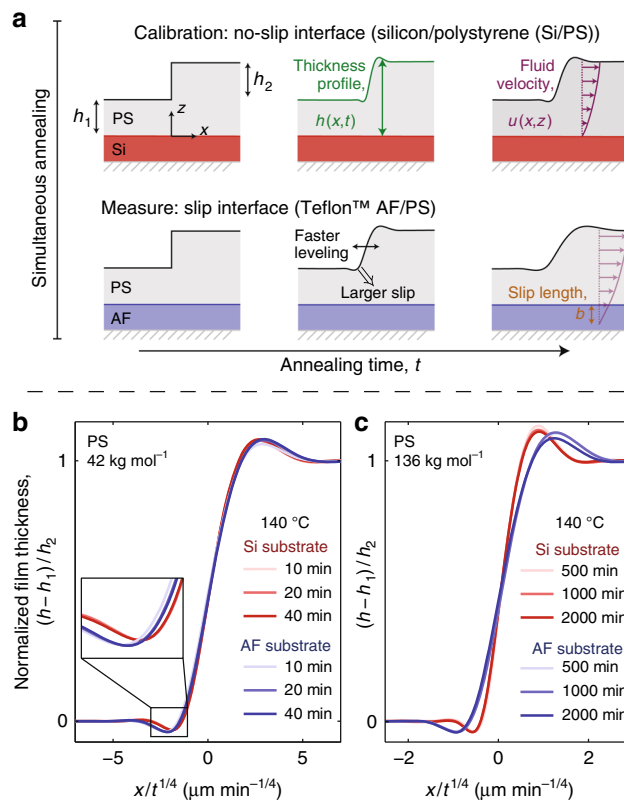 a
Simultaneous annealing
Calibration: no-slip interface (silicon/polystyrene (Si/PS))
h₁
PS
Si
z
x
h₂
Thickness
profile,
h(x,t)
Fluid
velocity,
u(x,z)
Measure: slip interface (Teflon™ AF/PS)
PS
AF
Faster
leveling
Larger slip
Slip length,
b
Annealing time, t
b
Normalized film thickness,
(h–h₁)/h₂
PS
42 kg mol⁻¹
1
0
140 °C
Si substrate
10 min
20 min
40 min
AF substrate
10 min
20 min
40 min
−5
0
5
x/t^1/4 (μm min^−1/4)
c
(h–h₁)/h₂
PS
136 kg mol⁻¹
1
0
140 °C
Si substrate
500 min
1000 min
2000 min
AF substrate
500 min
1000 min
2000 min
−2
0
2
x/t^1/4 (μm min^−1/4)